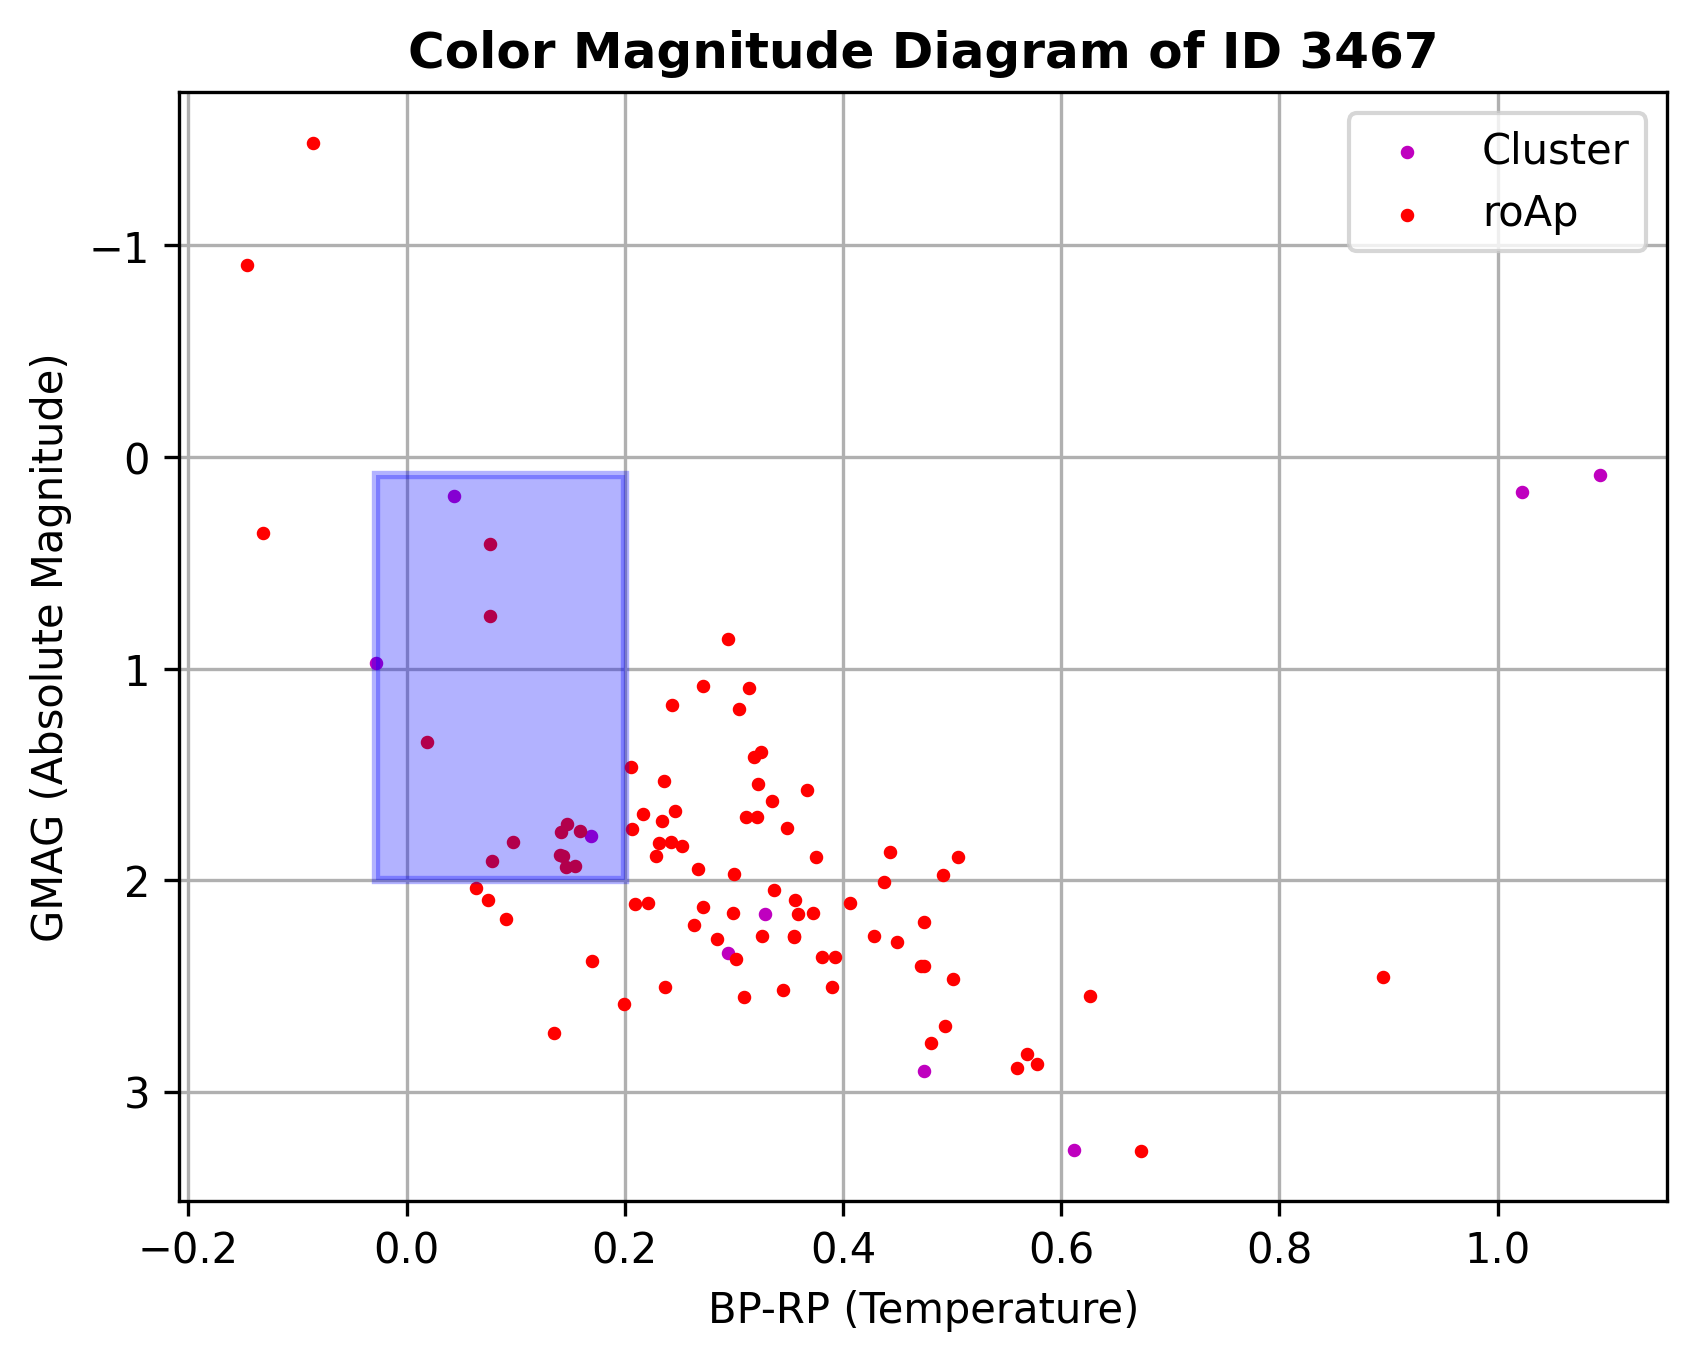 Color Magnitude Diagram of ID 3467
Cluster
roAp
−1
0
1
2
3
GMAG (Absolute Magnitude)
−0.2 0.0 0.2 0.4 0.6 0.8 1.0
BP-RP (Temperature)